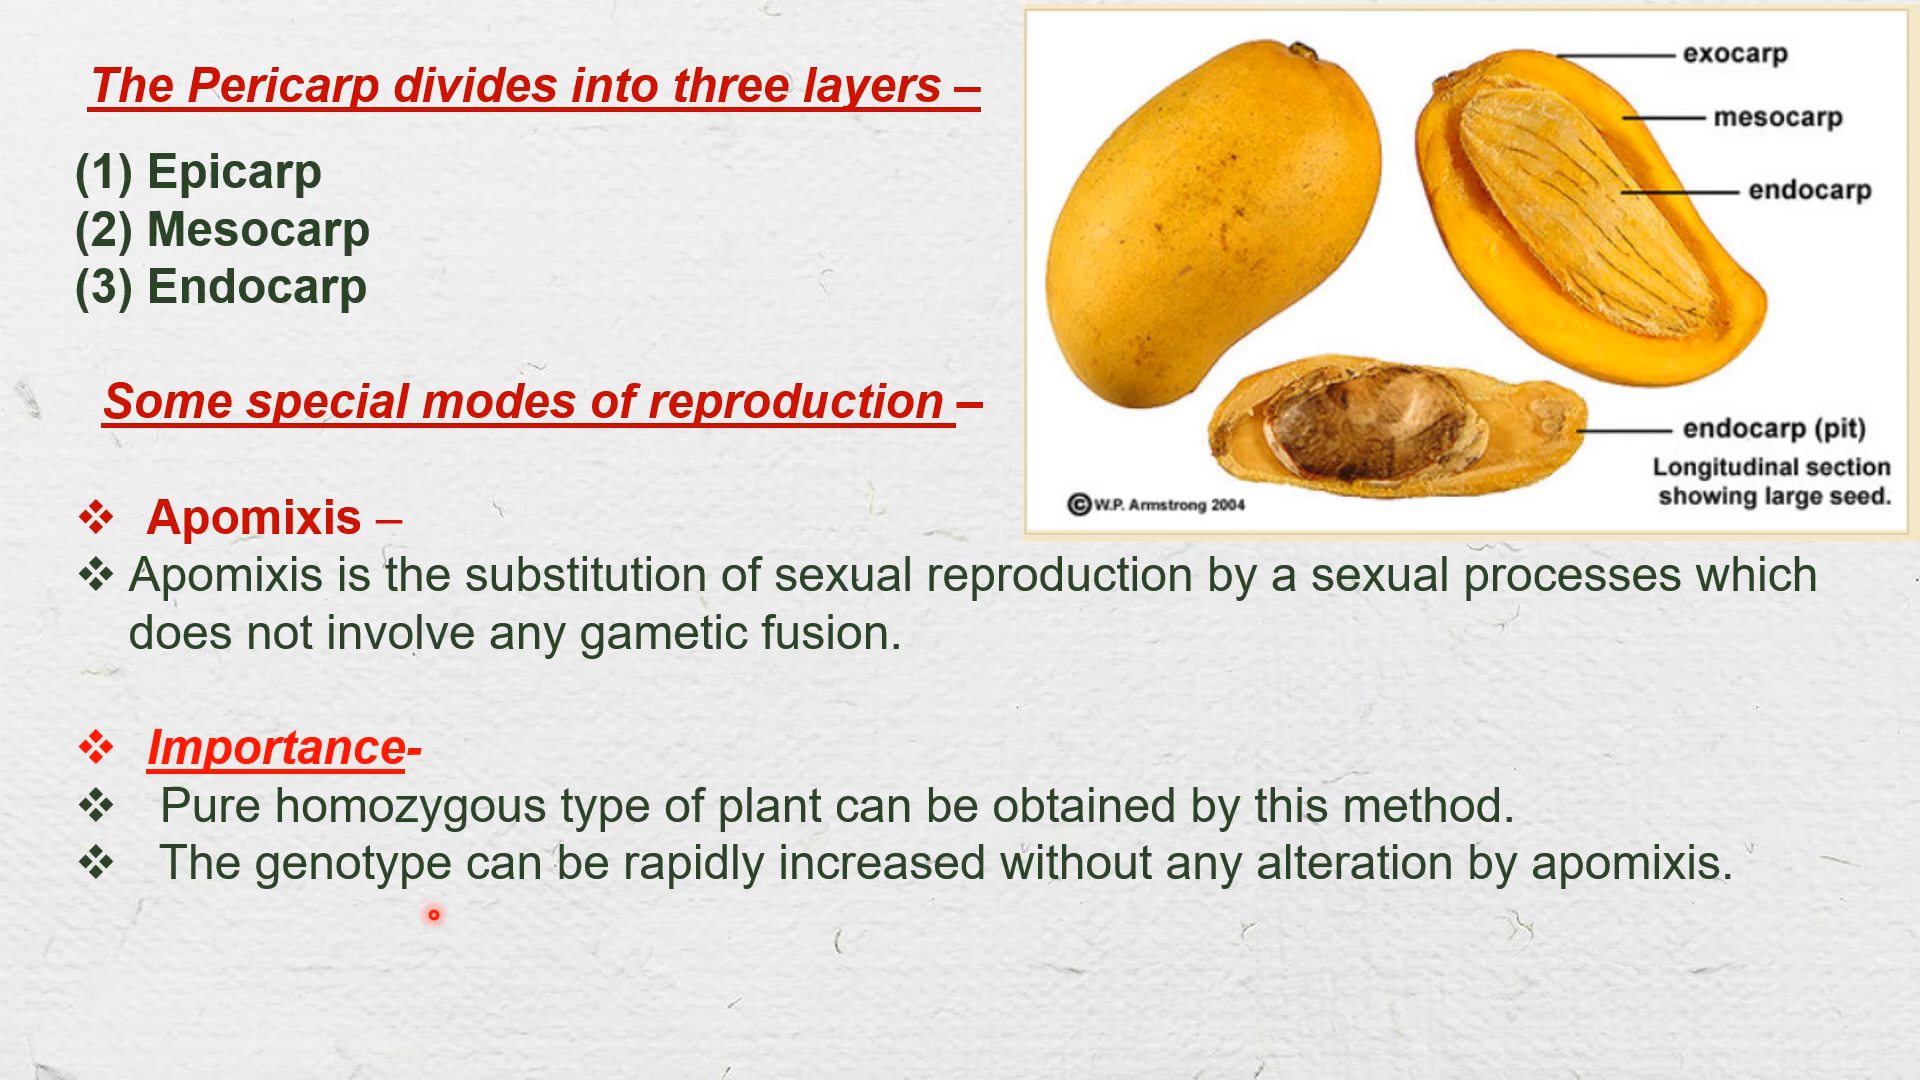 The Pericarp divides into three layers –
(1) Epicarp
(2) Mesocarp
(3) Endocarp
exocarp
mesocarp
endocarp
endocarp (pit)
Longitudinal section
showing large seed.
©W.P. Armstrong 2004
Some special modes of reproduction –
❖ Apomixis –
❖ Apomixis is the substitution of sexual reproduction by a sexual processes which
does not involve any gametic fusion.
❖ Importance-
❖ Pure homozygous type of plant can be obtained by this method.
❖ The genotype can be rapidly increased without any alteration by apomixis.